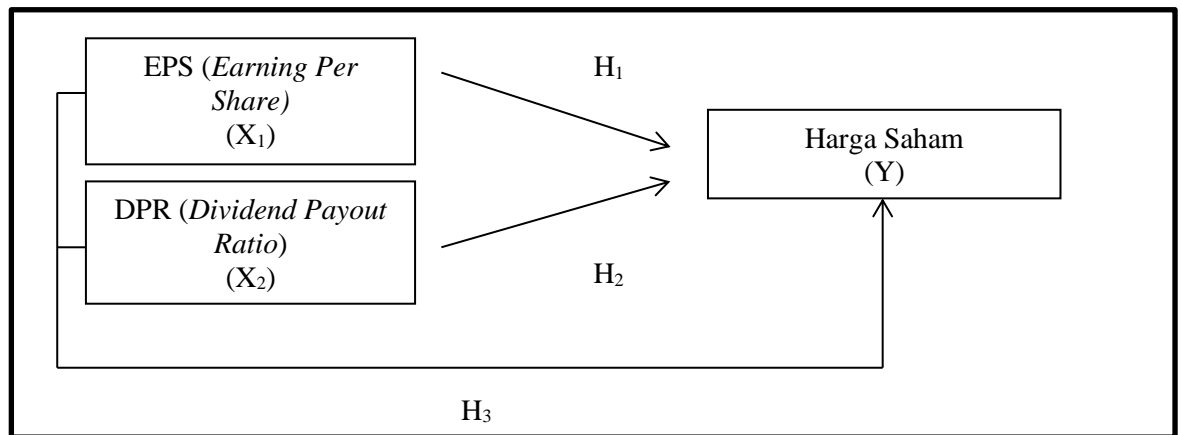 EPS (Earning Per
Share)
(X₁)
H₁
Harga Saham
(Y)
DPR (Dividend Payout
Ratio)
(X₂)
H₂
H₃